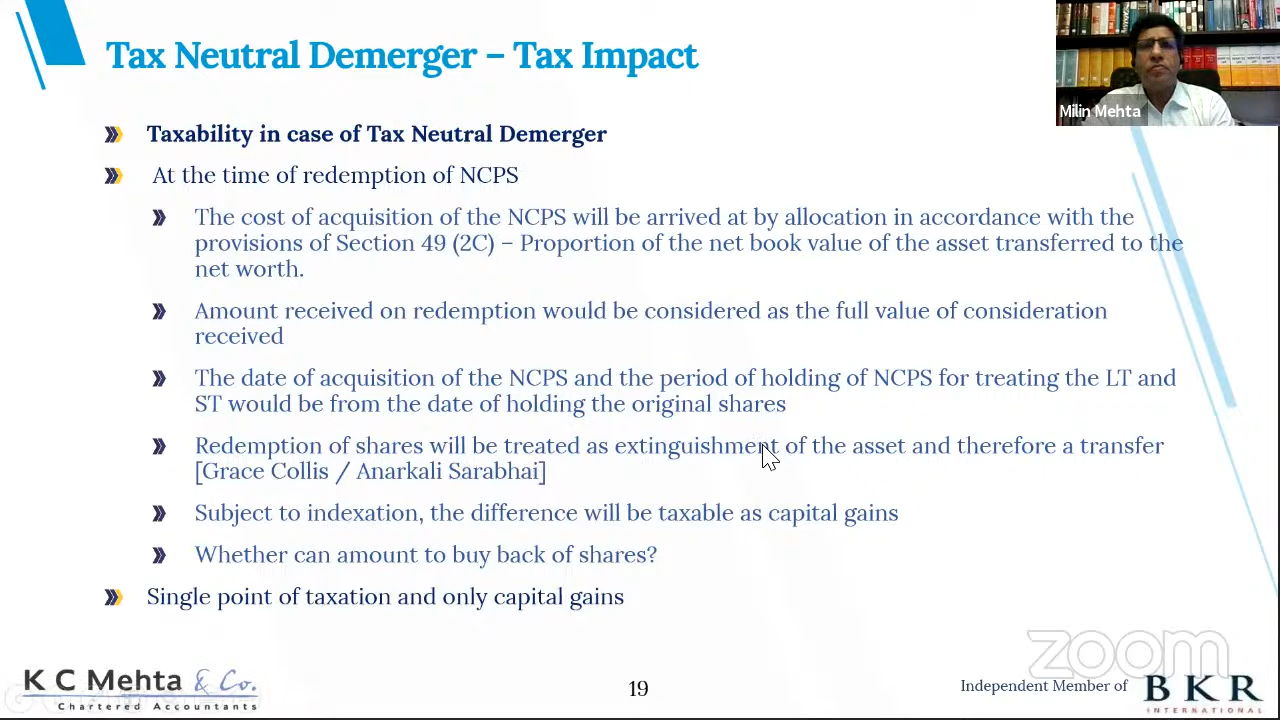 Tax Neutral Demerger – Tax Impact
Milin Mehta
Taxability in case of Tax Neutral Demerger
At the time of redemption of NCPS
The cost of acquisition of the NCPS will be arrived at by allocation in accordance with the
provisions of Section 49 (2C) – Proportion of the net book value of the asset transferred to the
net worth.
Amount received on redemption would be considered as the full value of consideration
received
The date of acquisition of the NCPS and the period of holding of NCPS for treating the LT and
ST would be from the date of holding the original shares
Redemption of shares will be treated as extinguishment of the asset and therefore a transfer
[Grace Collis / Anarkali Sarabhai]
Subject to indexation, the difference will be taxable as capital gains
Whether can amount to buy back of shares?
Single point of taxation and only capital gains
zoom
K C Mehta & Co.
Chartered Accountants
19
Independent Member of
BKR
INTERNATIONAL